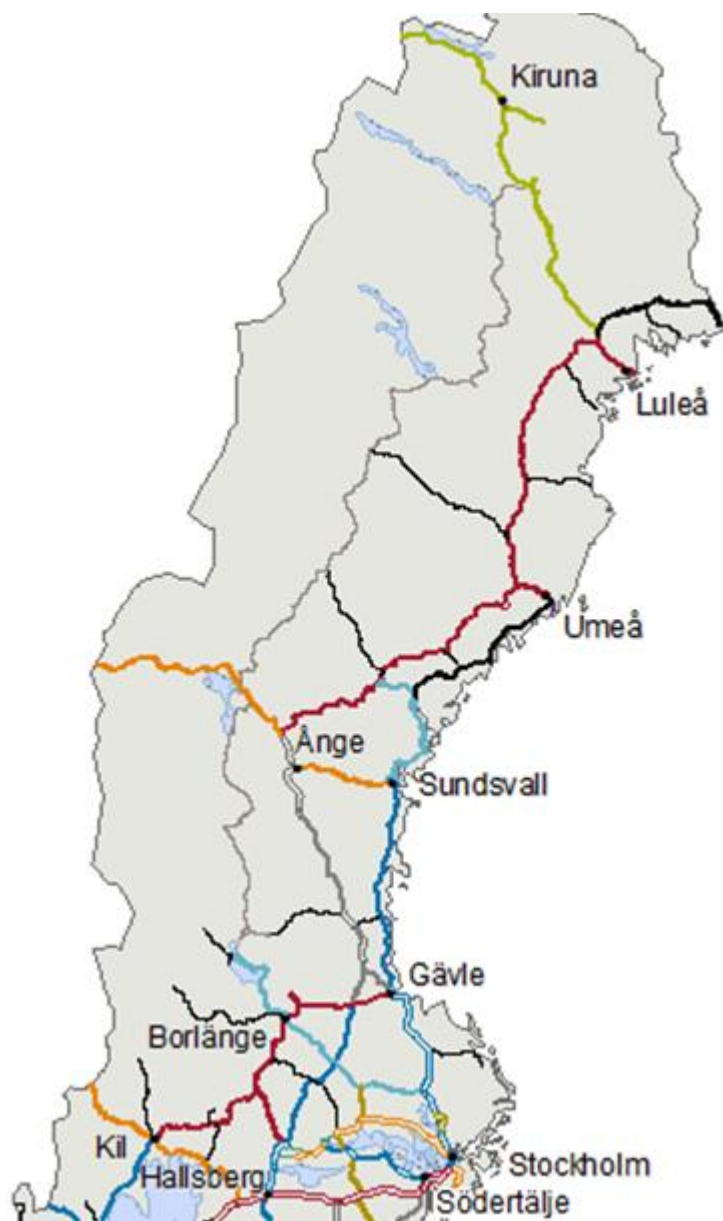 Kiruna
Luleå
Umeå
Ånge
Sundsvall
Gävle
Borlänge
Kil
Hallsberg
Stockholm
Södertälje